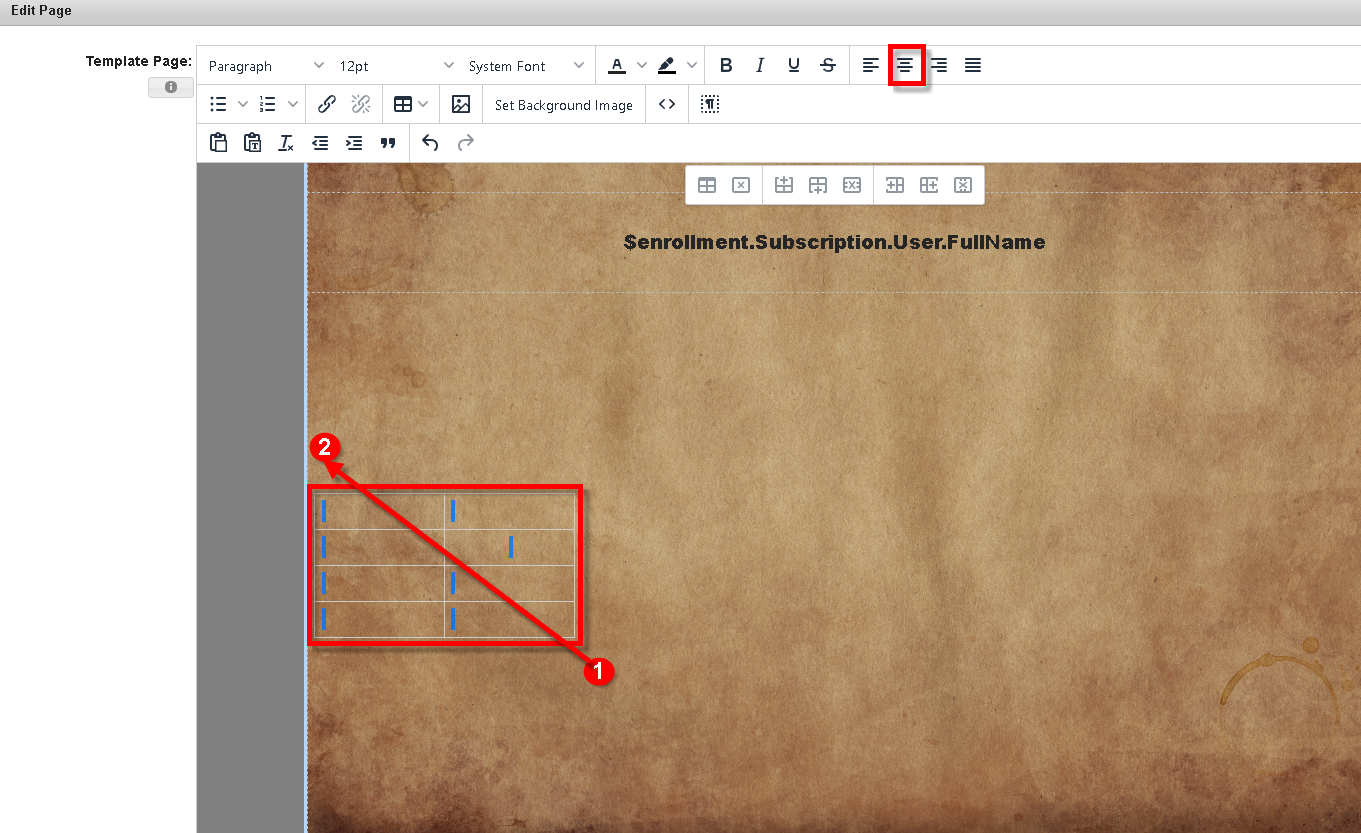 Edit Page
Template Page:
Paragraph 12pt System Font A B I U S
Set Background Image
$enrollment.Subscription.User.FullName
2
1